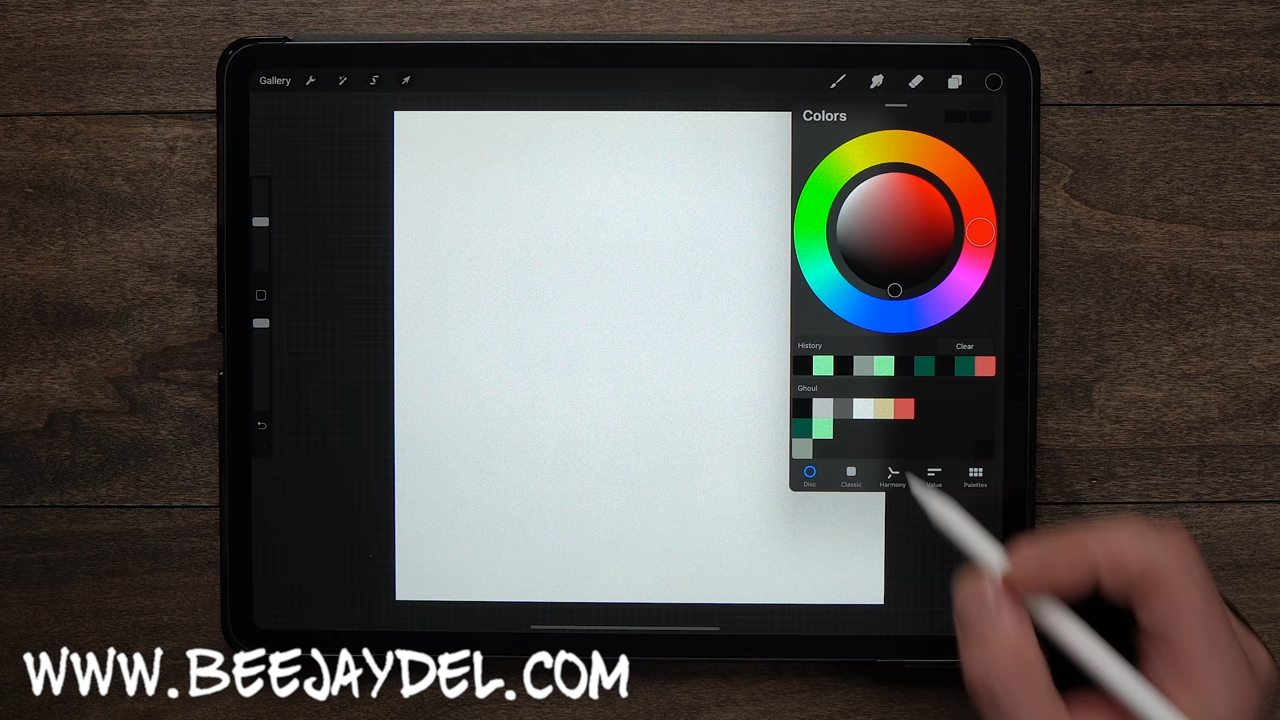 Gallery
Colors
History Clear
Ghoul
Disc Classic Harmony Value Palettes
WWW.BEEJAYDEL.COM